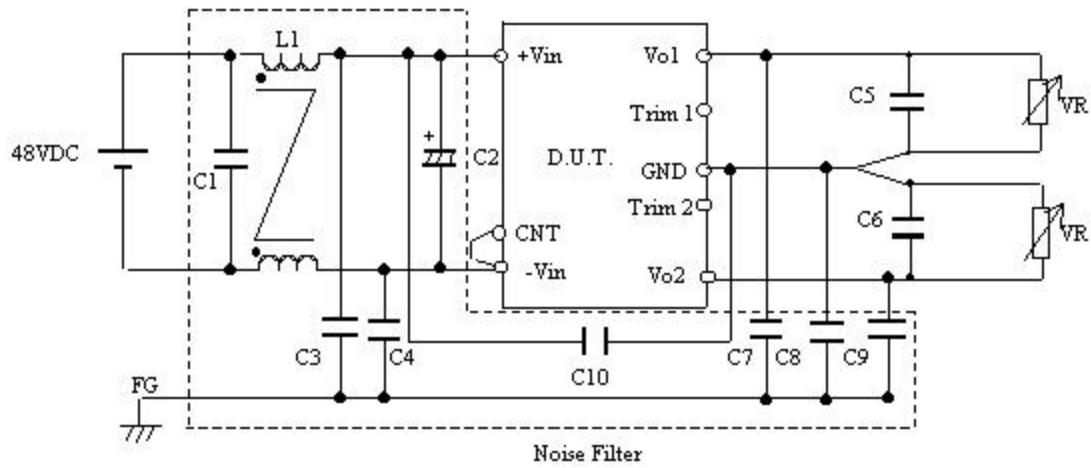 L1
+Vin
Vo1
C5
VR
Trim 1
48VDC
C1
+
C2
D.U.T.
GND
Trim 2
CNT
C6
VR
-Vin
Vo2
C3
C4
C10
C7
C8
C9
FG
Noise Filter